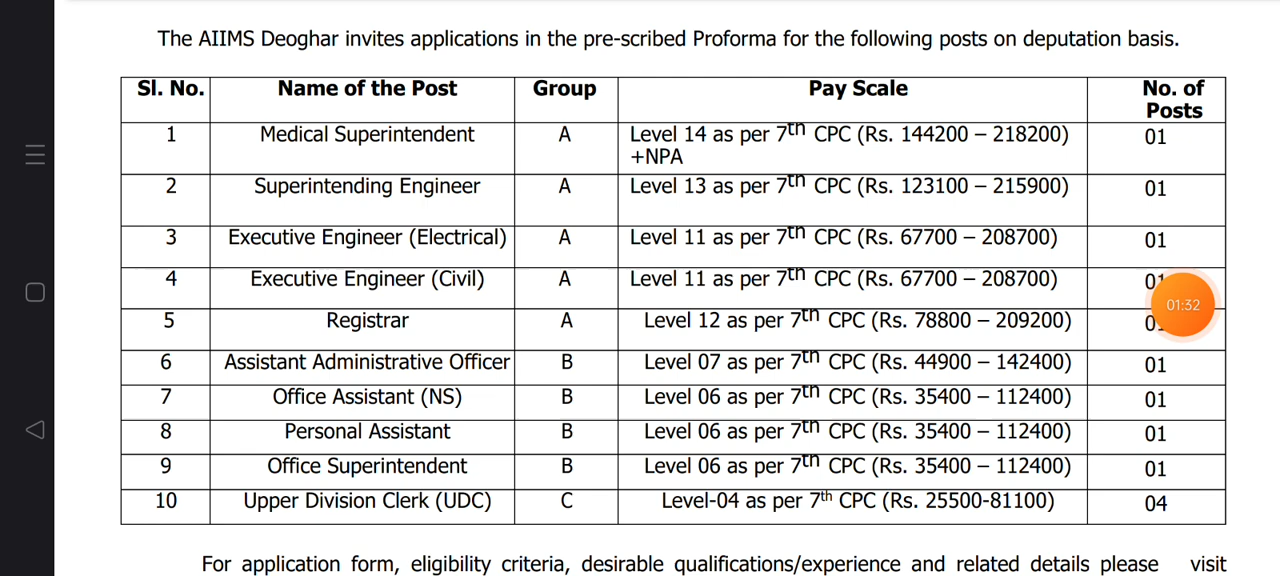 The AIIMS Deoghar invites applications in the pre-scribed Proforma for the following posts on deputation basis.
Sl. No. Name of the Post Group Pay Scale No. of Posts
1 Medical Superintendent A Level 14 as per 7th CPC (Rs. 144200 – 218200) +NPA 01
2 Superintending Engineer A Level 13 as per 7th CPC (Rs. 123100 – 215900) 01
3 Executive Engineer (Electrical) A Level 11 as per 7th CPC (Rs. 67700 – 208700) 01
4 Executive Engineer (Civil) A Level 11 as per 7th CPC (Rs. 67700 – 208700)
01:32
5 Registrar A Level 12 as per 7th CPC (Rs. 78800 – 209200)
6 Assistant Administrative Officer B Level 07 as per 7th CPC (Rs. 44900 – 142400) 01
7 Office Assistant (NS) B Level 06 as per 7th CPC (Rs. 35400 – 112400) 01
8 Personal Assistant B Level 06 as per 7th CPC (Rs. 35400 – 112400) 01
9 Office Superintendent B Level 06 as per 7th CPC (Rs. 35400 – 112400) 01
10 Upper Division Clerk (UDC) C Level-04 as per 7th CPC (Rs. 25500-81100) 04
For application form, eligibility criteria, desirable qualifications/experience and related details please visit